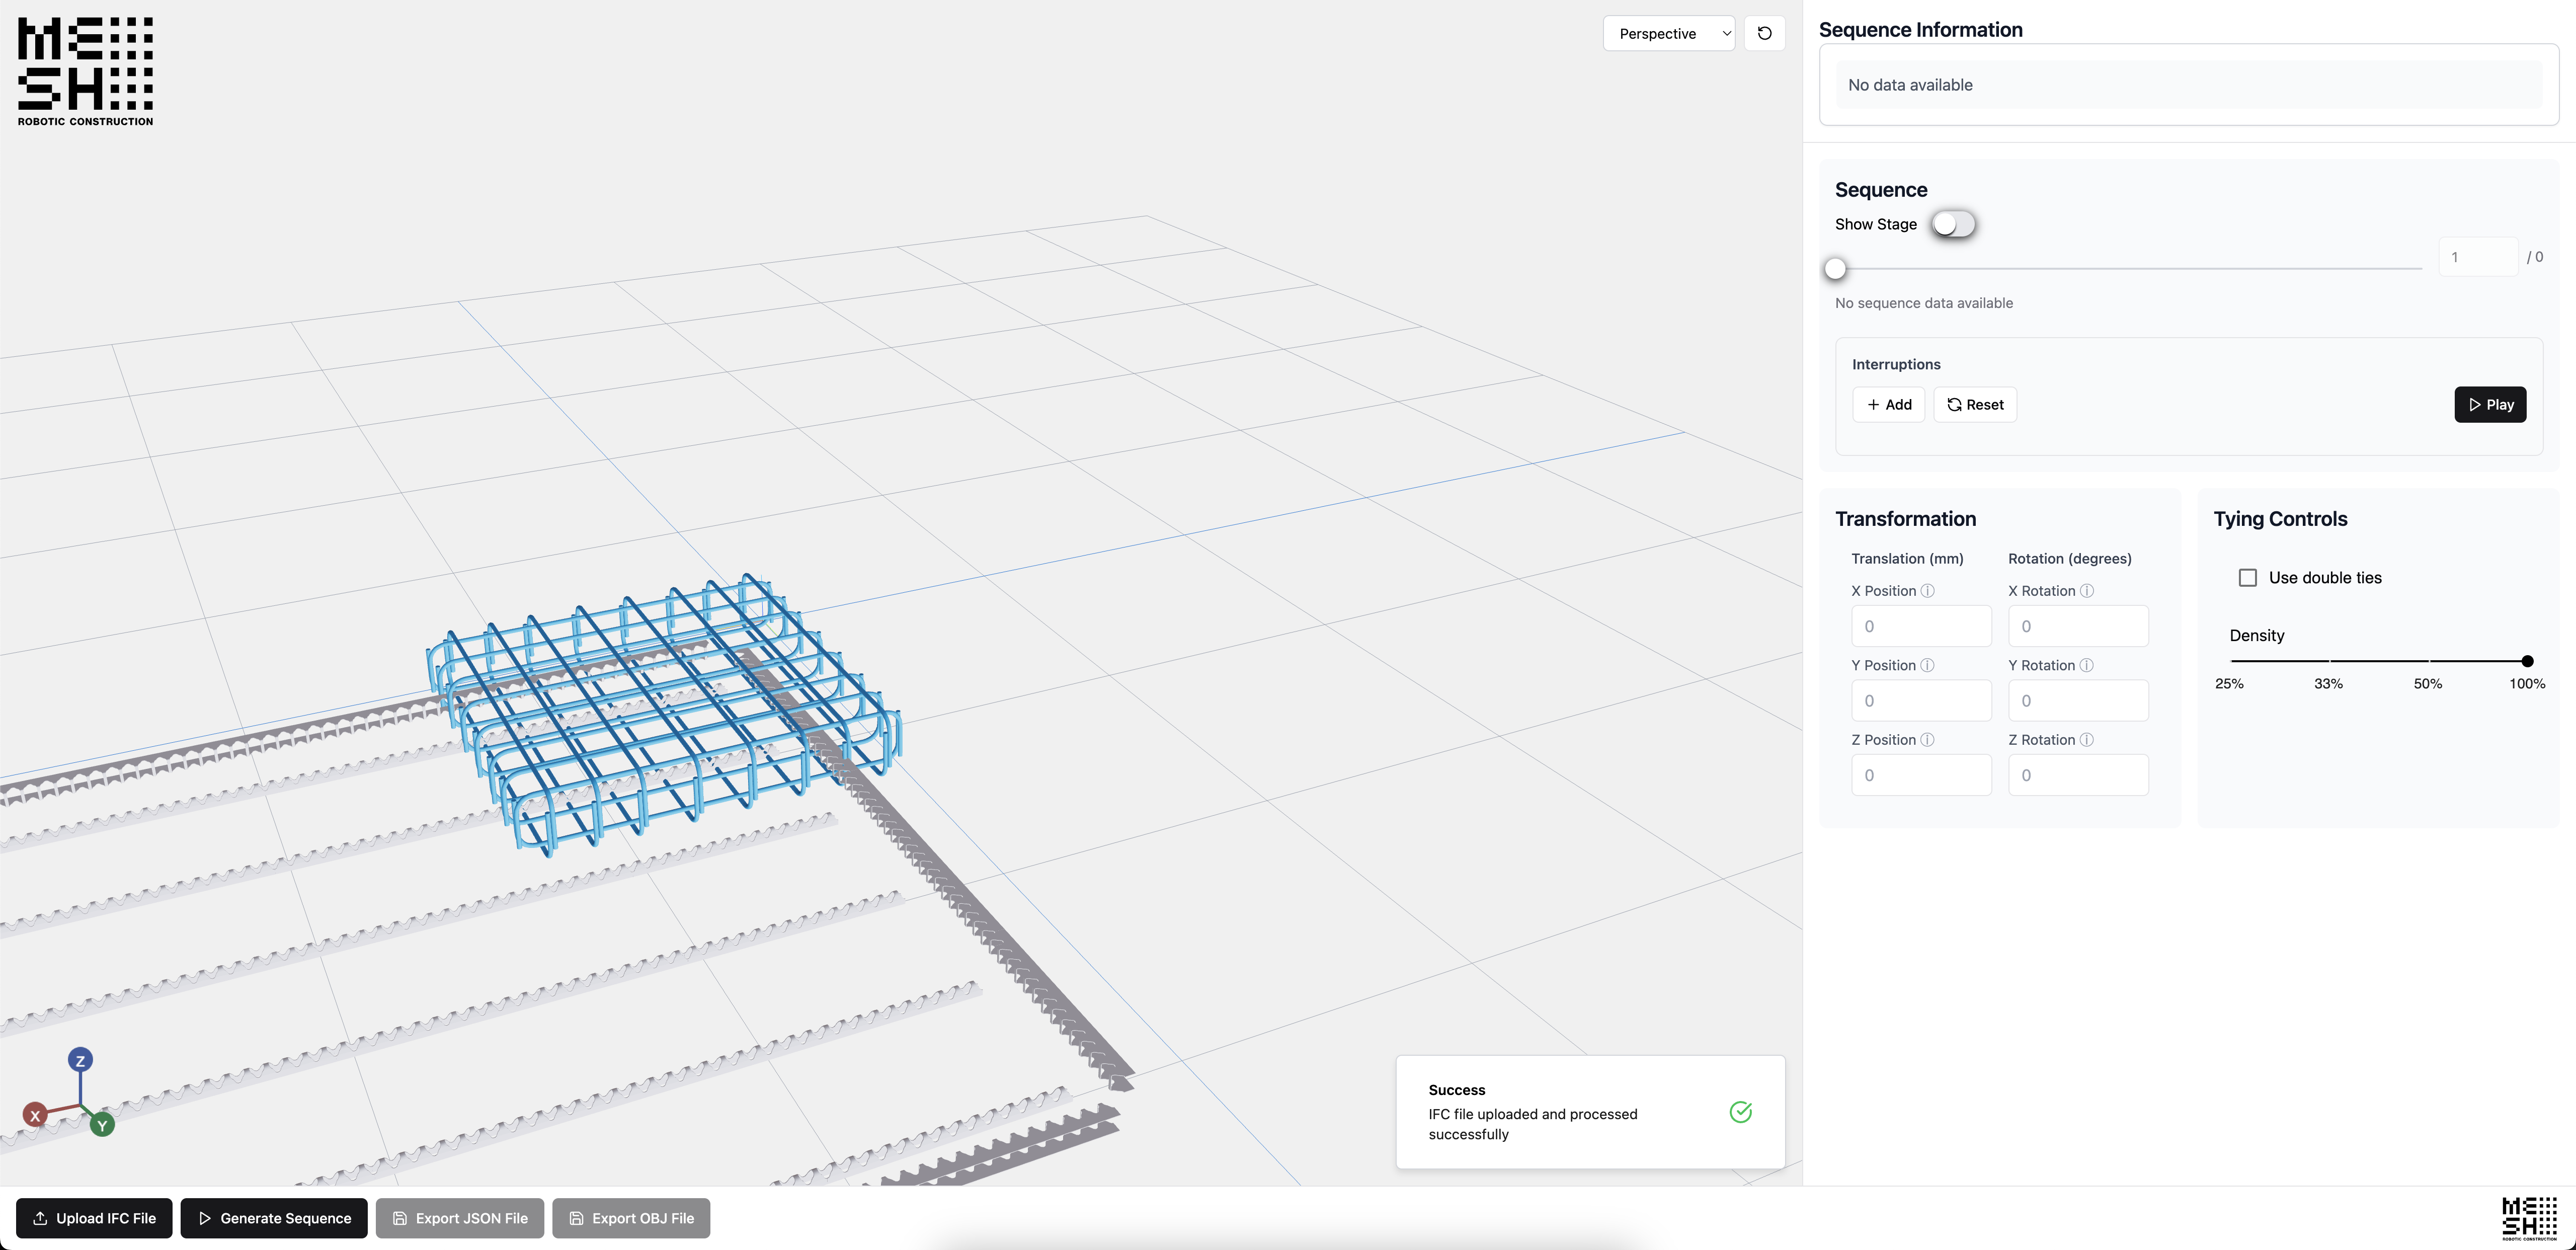 MESH
ROBOTIC CONSTRUCTION
Perspective
Sequence Information
No data available
Sequence
Show Stage
1 / 0
No sequence data available
Interruptions
Add Reset Play
Transformation
Translation (mm) Rotation (degrees)
X Position X Rotation
0 0
Y Position Y Rotation
0 0
Z Position Z Rotation
0 0
Tying Controls
Use double ties
Density
25% 33% 50% 100%
Z
X
Y
Success
IFC file uploaded and processed
successfully
Upload IFC File Generate Sequence Export JSON File Export OBJ File
MESH
ROBOTIC CONSTRUCTION